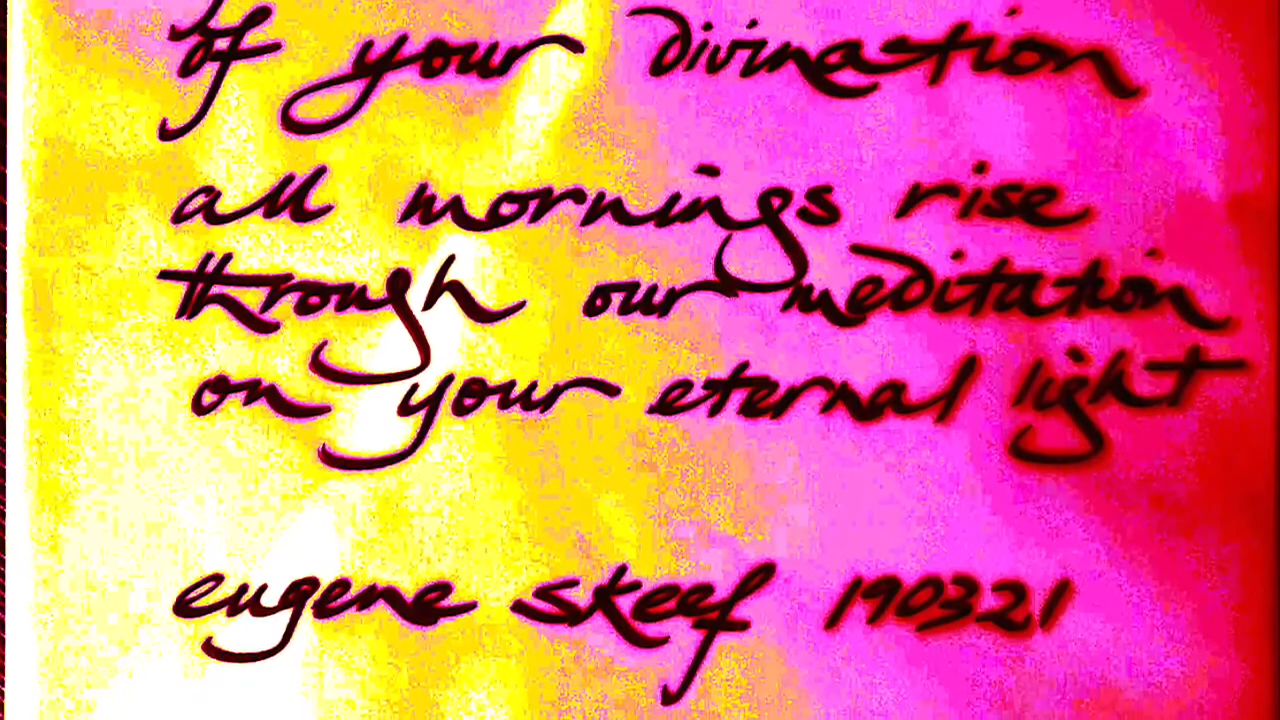 of your divination
all mornings rise
through our meditation
on your eternal light
eugene skeef 190321